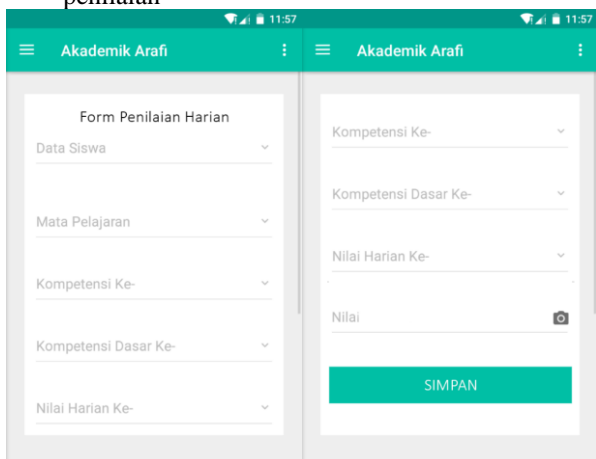 penilaian
11:57
Akademik Arafi
Form Penilaian Harian
Data Siswa
Mata Pelajaran
Kompetensi Ke-
Kompetensi Dasar Ke-
Nilai Harian Ke-
11:57
Akademik Arafi
Kompetensi Ke-
Kompetensi Dasar Ke-
Nilai Harian Ke-
Nilai
SIMPAN